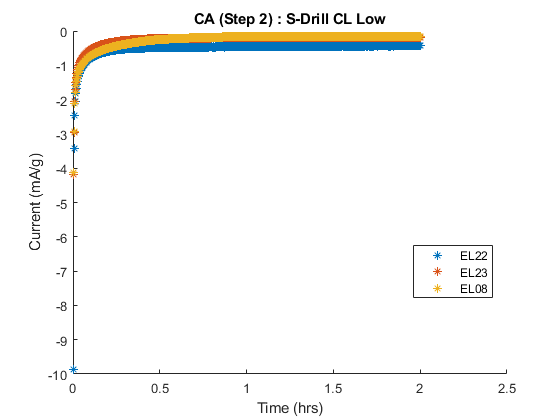 CA (Step 2) : S-Drill CL Low
0
-1
-2
-3
-4
-5
-6
-7
-8
-9
-10
Current (mA/g)
EL22
EL23
EL08
0 0.5 1 1.5 2 2.5
Time (hrs)